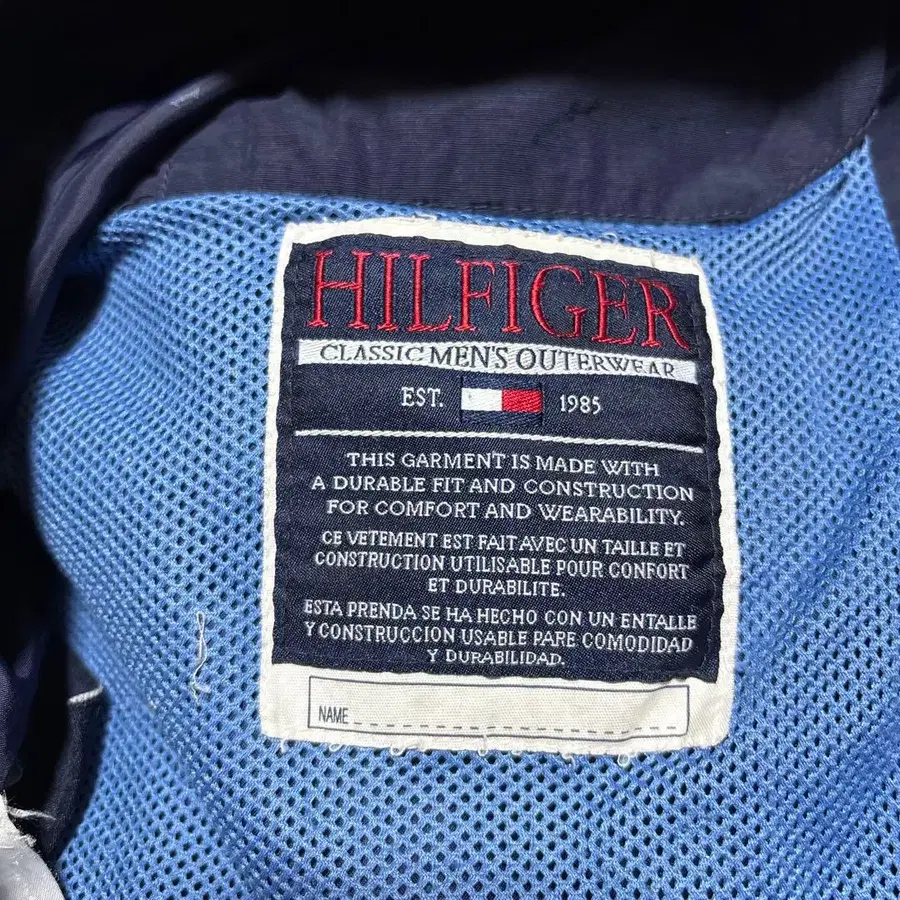 HILFIGER
CLASSIC MEN'S OUTERWEAR
EST. 1985
THIS GARMENT IS MADE WITH
A DURABLE FIT AND CONSTRUCTION
FOR COMFORT AND WEARABILITY.
CE VETEMENT EST FAIT AVEC UN TAILLE ET
CONSTRUCTION UTILISABLE POUR CONFORT
ET DURABILITE.
ESTA PRENDA SE HA HECHO CON UN ENTALLE
Y CONSTRUCCION USABLE PARE COMODIDAD
Y DURABILIDAD.
NAME